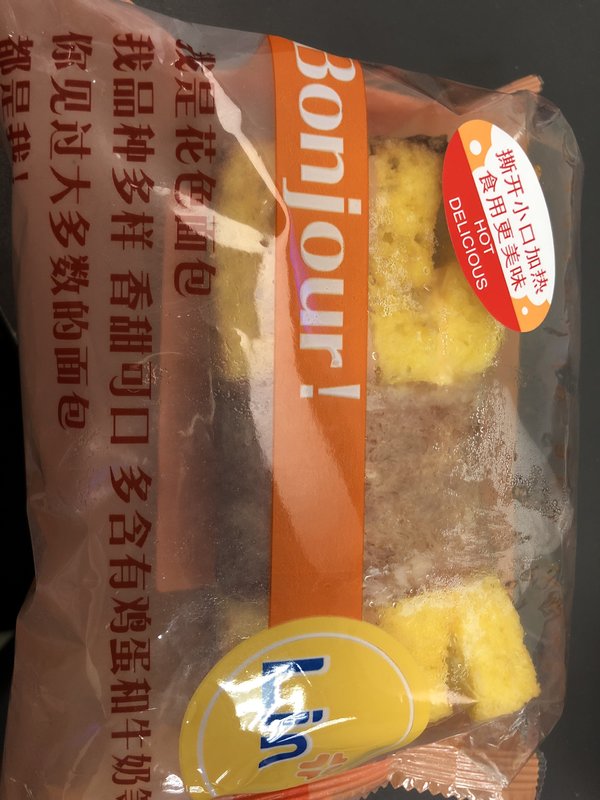 Bonjour!
撕开小口加热
食用更美味
HOT
DELICIOUS
我是花色面包
我品种多样 香甜可口 多含有鸡蛋和牛奶等
你见过大多数的面包
都是我!
Lin